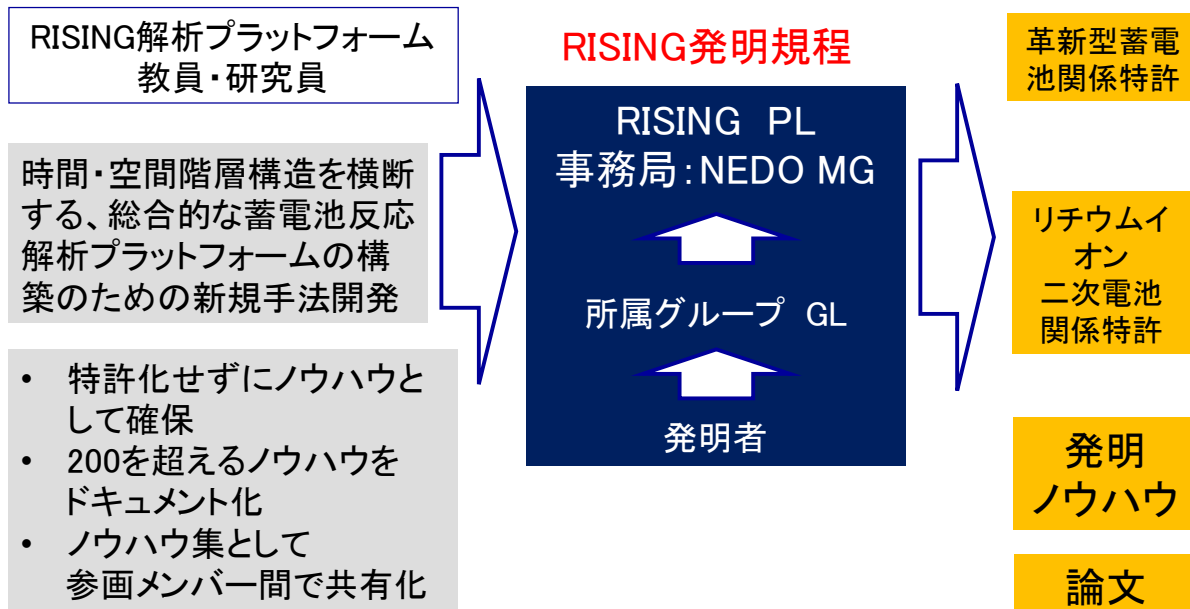 RISING解析プラットフォーム
教員・研究員
時間・空間階層構造を横断
する、総合的な蓄電池反応
解析プラットフォームの構
築のための新規手法開発
• 特許化せずにノウハウと
して確保
• 200を超えるノウハウを
ドキュメント化
• ノウハウ集として
参画メンバー間で共有化
RISING発明規程
RISING PL
事務局:NEDO MG
所属グループ GL
発明者
革新型蓄電
池関係特許
リチウムイ
オン
二次電池
関係特許
発明
ノウハウ
論文